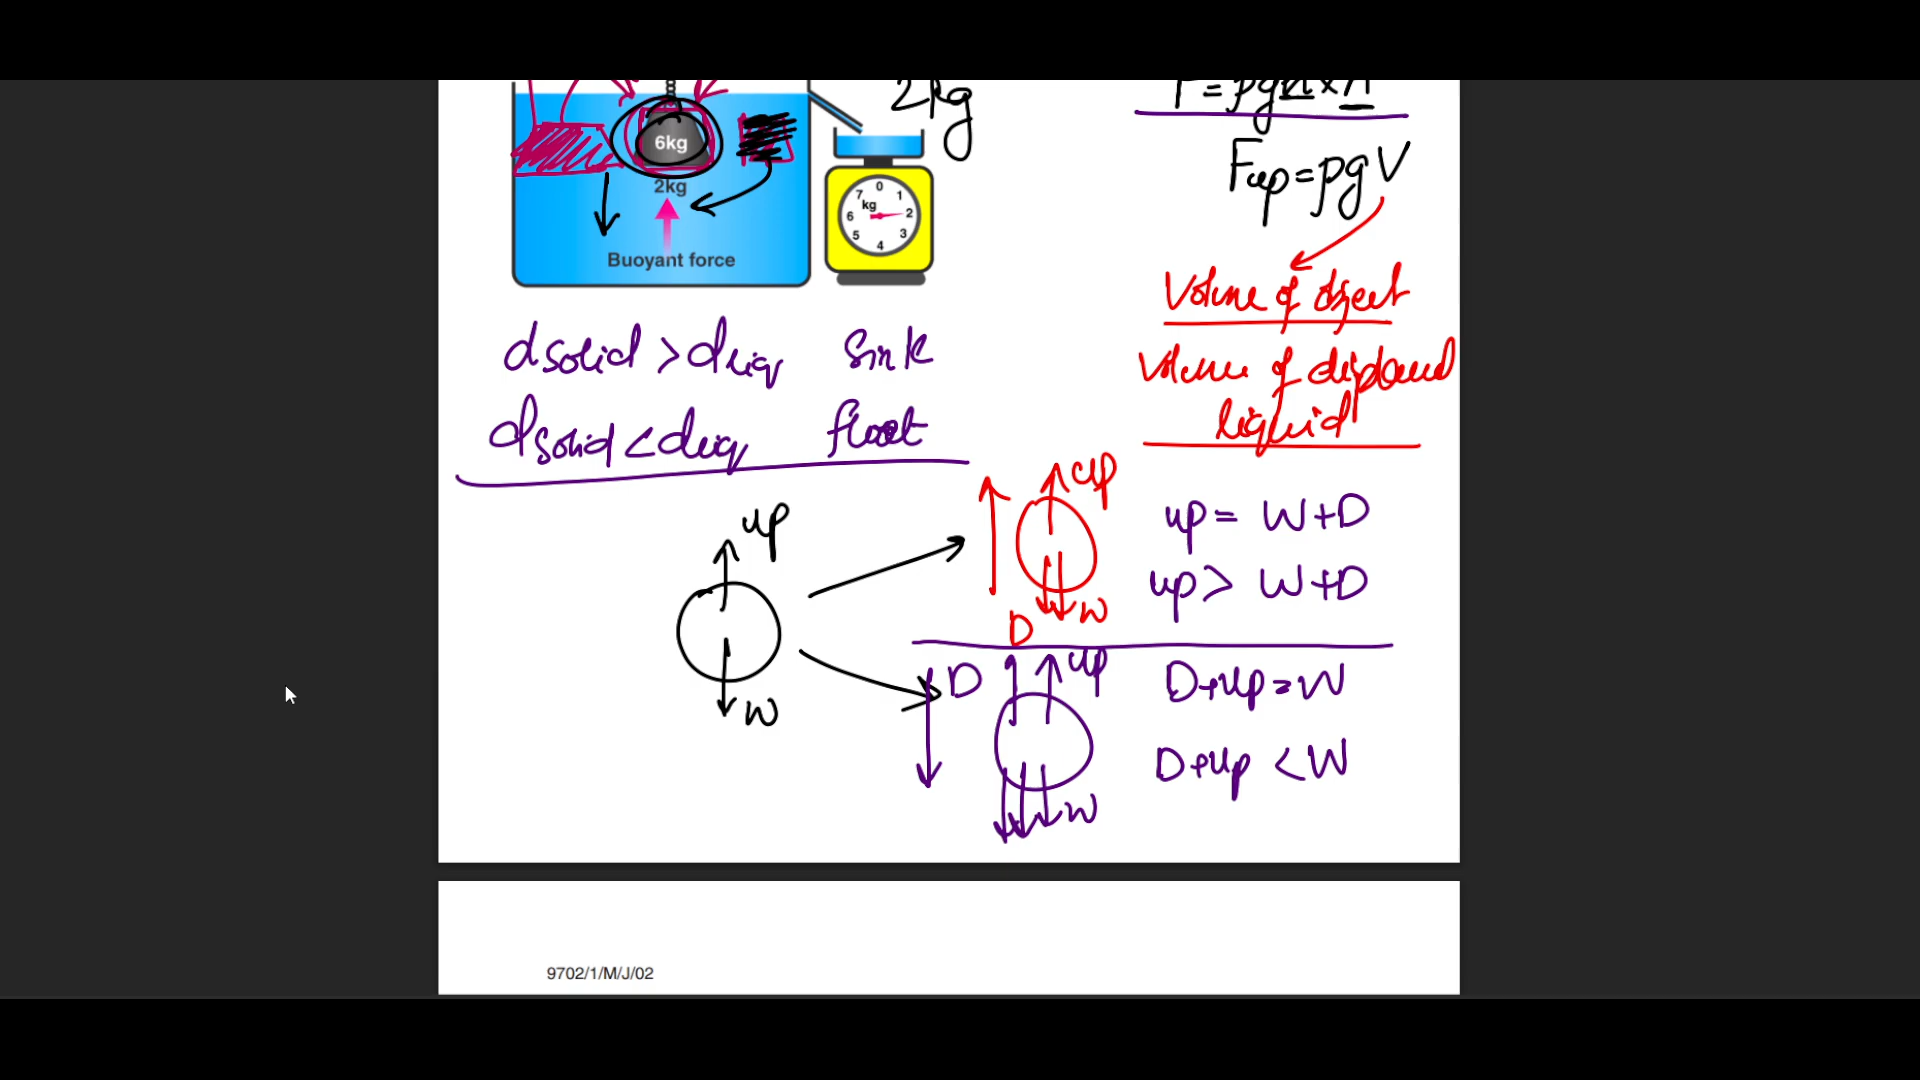 2kg
F = ρgh × A
6kg
2kg
Buoyant force
0
1
2
3
4
5
6
7
kg
Fup = ρgV
Volume of object
Volume of displaced
liquid
dsolid > dliq sink
dsolid < dliq float
up
W
up
D W
up = W+D
up > W+D
D up
W
D+up = W
D+up < W
9702/1/M/J/02